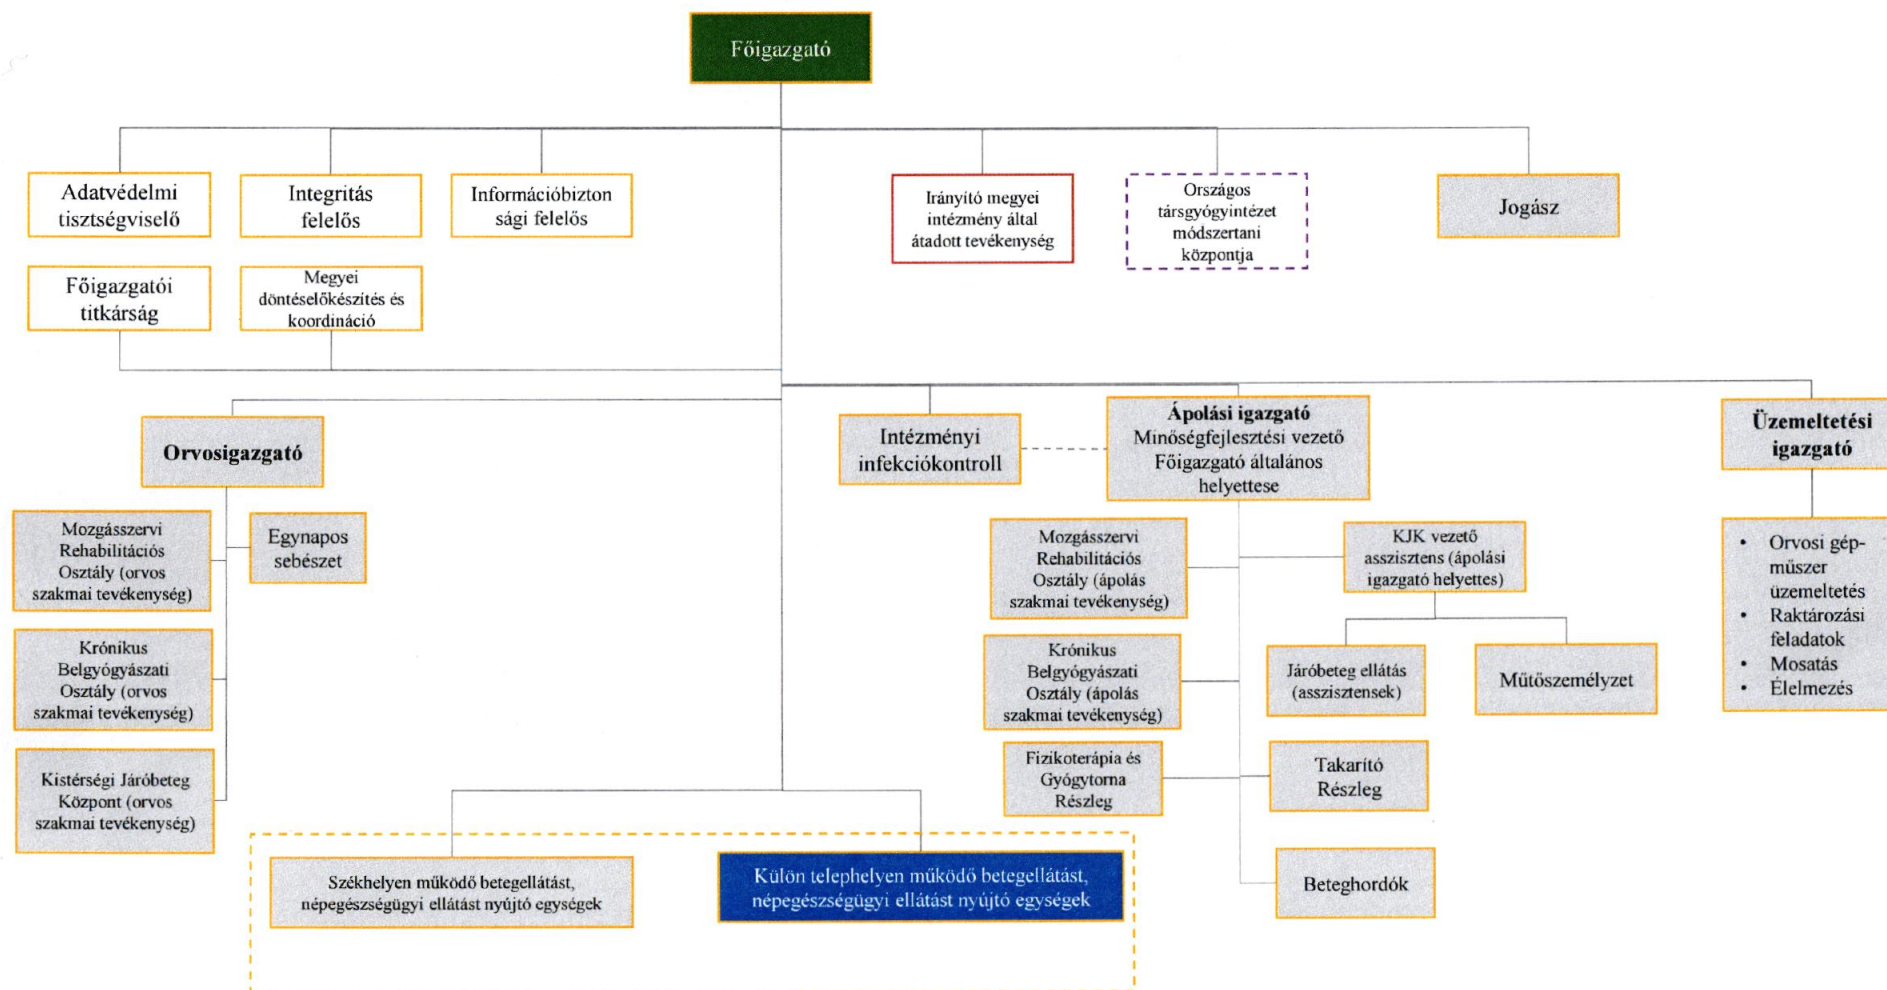 Főigazgató
Adatvédelmi
tisztségviselő
Integritás
felelős
Információbizton
sági felelős
Irányító megyei
intézmény által
átadott tevékenység
Országos
társgyógyintézet
módszertani
központja
Jogász
Főigazgatói
titkárság
Megyei
döntéselőkészítés és
koordináció
Orvosigazgató
Intézményi
infekciókontroll
Ápolási igazgató
Minőségfejlesztési vezető
Főigazgató általános
helyettese
Üzemeltetési
igazgató
Mozgásszervi
Rehabilitációs
Osztály (orvos
szakmai tevékenység)
Egynapos
sebészet
Krónikus
Belgyógyászati
Osztály (orvos
szakmai tevékenység)
Kistérségi Járóbeteg
Központ (orvos
szakmai tevékenység)
Mozgásszervi
Rehabilitációs
Osztály (ápolás
szakmai tevékenység)
KJK vezető
asszisztens (ápolási
igazgató helyettes)
Krónikus
Belgyógyászati
Osztály (ápolás
szakmai tevékenység)
Járóbeteg ellátás
(asszisztensek)
Műtőszemélyzet
Fizikoterápia és
Gyógytorna
Részleg
Takarító
Részleg
Beteghordók
• Orvosi gép-
műszer
üzemeltetés
• Raktározási
feladatok
• Mosatás
• Élelmezés
Székhelyen működő betegellátást,
népegészségügyi ellátást nyújtó egységek
Külön telephelyen működő betegellátást,
népegészségügyi ellátást nyújtó egységek